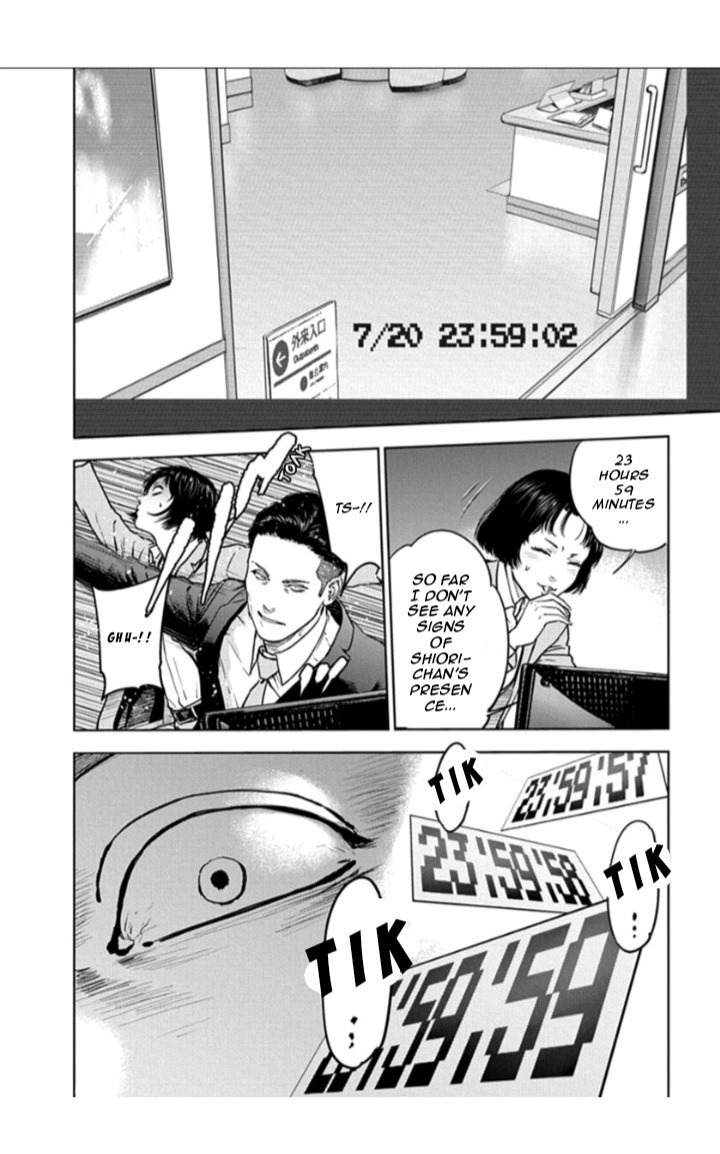 外来入口
Outpatients
7/20 23:59:02
23
HOURS
59
MINUTES
...
SO FAR
I DON'T
SEE ANY
SIGNS
OF
SHIORI-
CHAN'S
PRESEN
CE...
TONK
TS-!!
GHU-!!
TIK
23:59:57
23:59:58
TIK
...
TIK
...
23:59:59